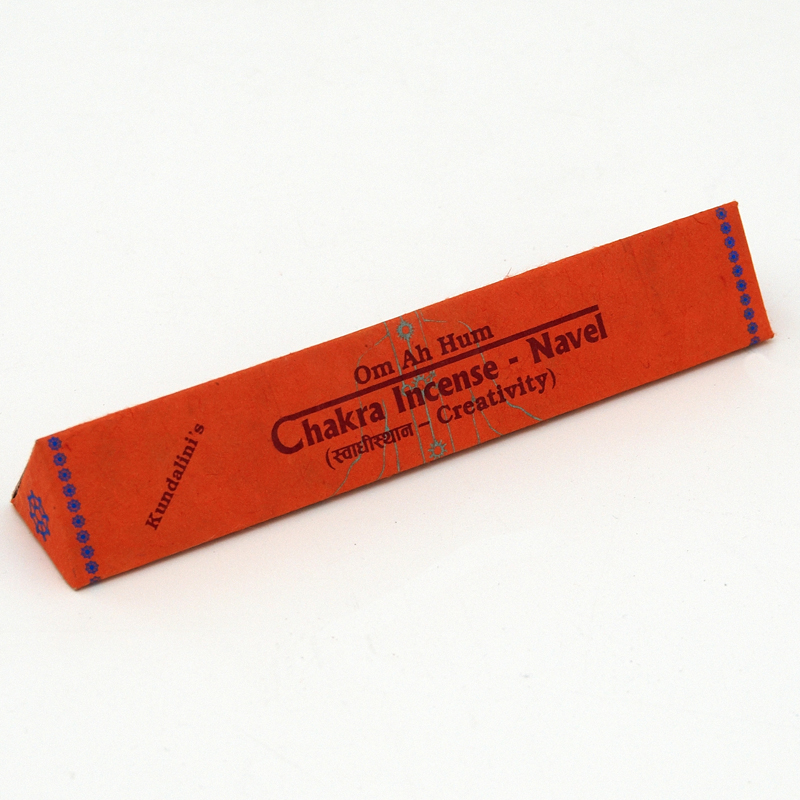 Kundalini's
Om Ah Hum
Chakra Incense - Navel
(स्वाधीस्थान – Creativity)